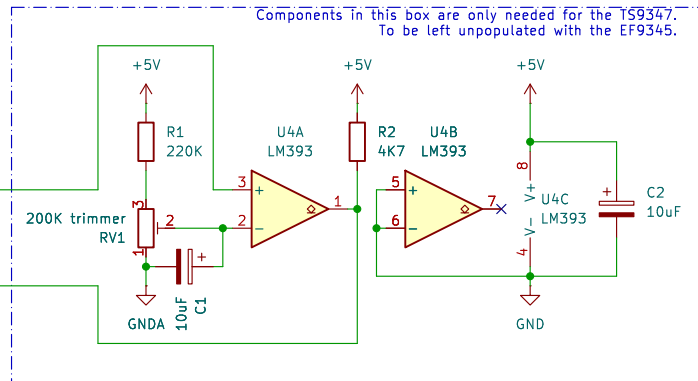 Components in this box are only needed for the TS9347.
To be left unpopulated with the EF9345.
+5V
+5V
+5V
R1
220K
U4A
LM393
R2
4K7
U4B
LM393
3
+
2
−
1
5
+
6
−
7
8
V+
U4C
LM393
V−
4
+
C2
10uF
200K trimmer
RV1
3
2
1
+
10uF
C1
GNDA
GND